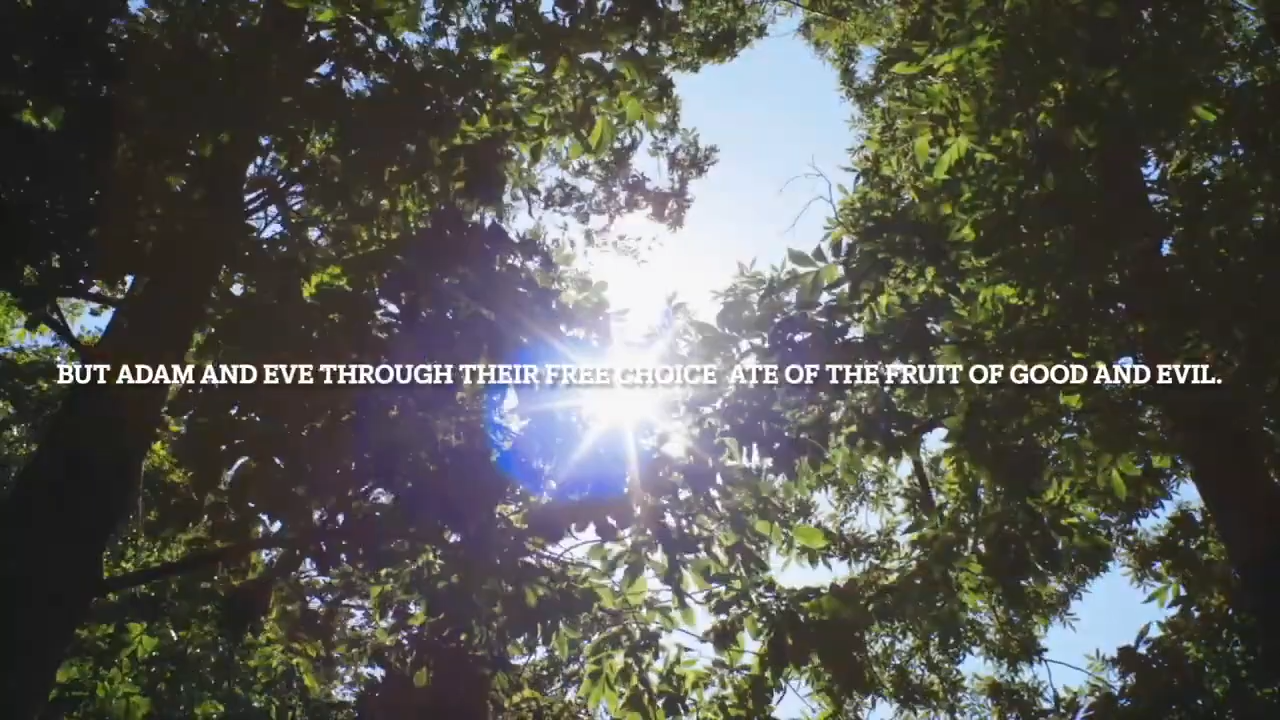 BUT ADAM AND EVE THROUGH THEIR FREE CHOICE ATE OF THE FRUIT OF GOOD AND EVIL.